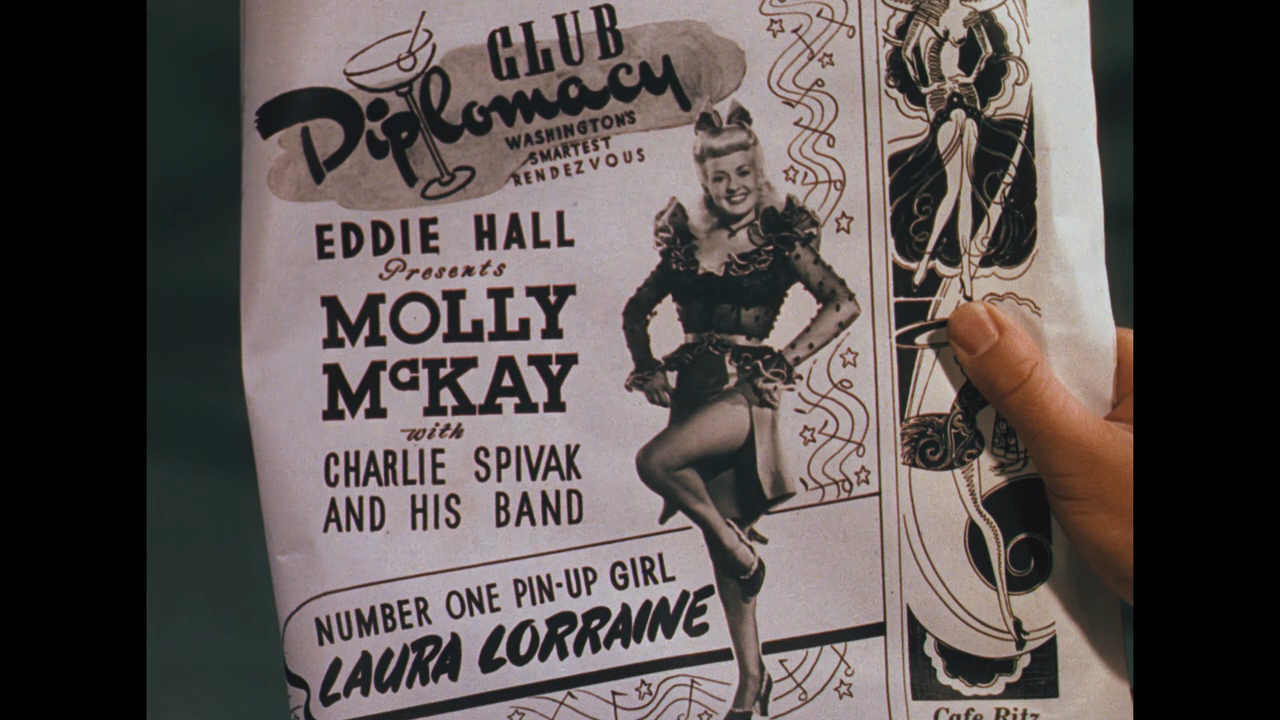 CLUB
Diplomacy
WASHINGTON'S
SMARTEST
RENDEZVOUS
EDDIE HALL
Presents
MOLLY
McKAY
with
CHARLIE SPIVAK
AND HIS BAND
NUMBER ONE PIN-UP GIRL
LAURA LORRAINE
Cafe Ritz